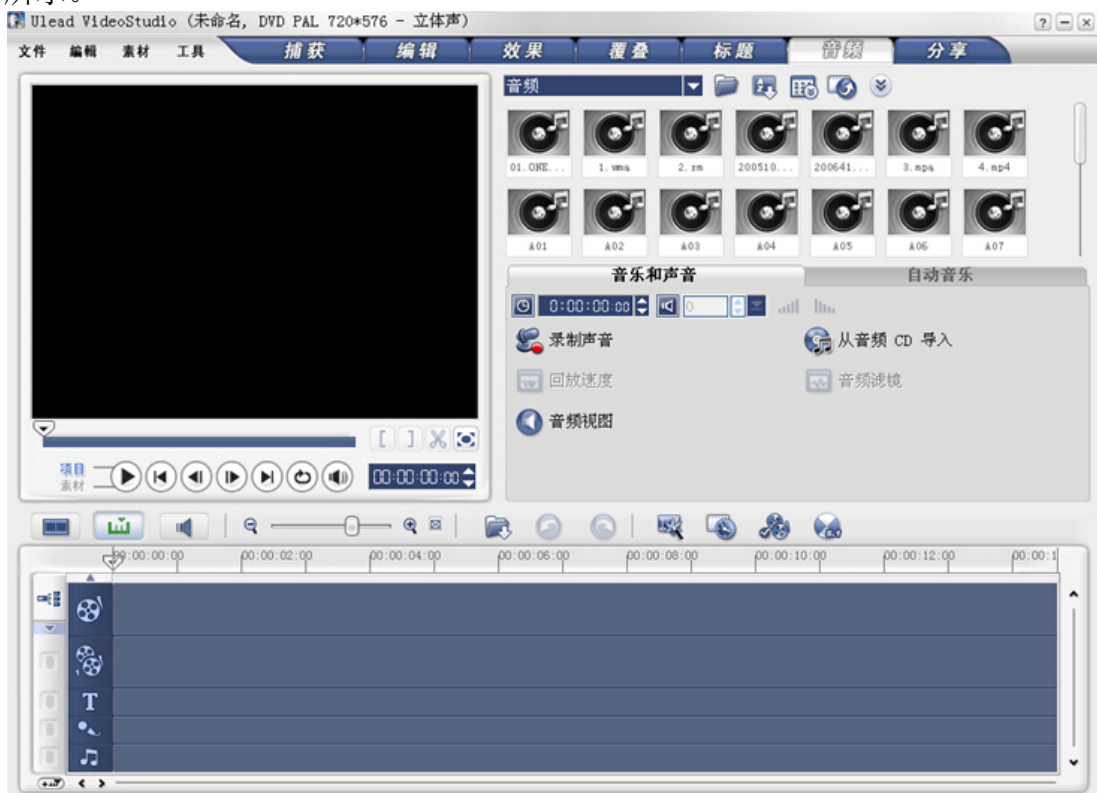 Ulead VideoStudio (未命名, DVD PAL 720*576 - 立体声)
文件 编辑 素材 工具 捕获 编辑 效果 覆叠 标题 音频 分享
音频
01.ONE... 1.wma 2.rm 200510... 200641... 3.mpa 4.mp4
A01 A02 A03 A04 A05 A06 A07
音乐和声音 自动音乐
0:00:00:00 0
录制声音 从音频 CD 导入
回放速度 音频滤镜
音频视图
项目
素材
00:00:00:00
00:00:00:00 00:00:02:00 00:00:04:00 00:00:06:00 00:00:08:00 00:00:10:00 00:00:12:00 00:00:1
1
T